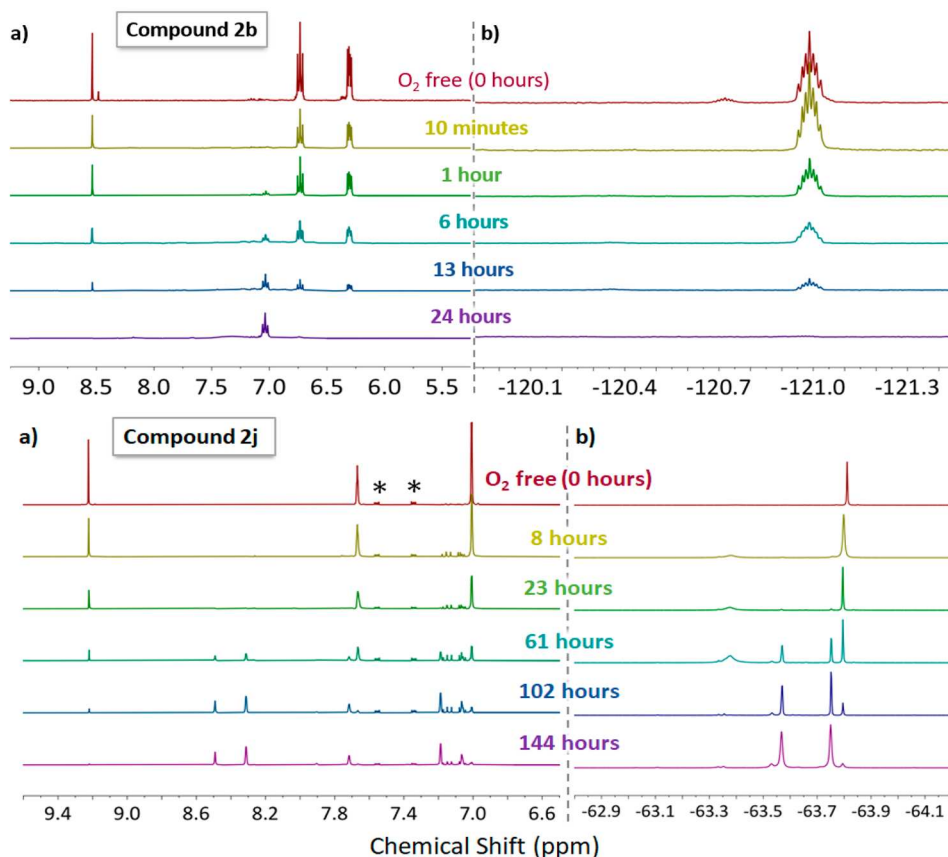 a)
Compound 2b
b)
O2 free (0 hours)
10 minutes
1 hour
6 hours
13 hours
24 hours
9.0 8.5 8.0 7.5 7.0 6.5 6.0 5.5 -120.1 -120.4 -120.7 -121.0 -121.3
a)
Compound 2j
b)
O2 free (0 hours)
* *
8 hours
23 hours
61 hours
102 hours
144 hours
9.4 9.0 8.6 8.2 7.8 7.4 7.0 6.6 -62.9 -63.1 -63.3 -63.5 -63.7 -63.9 -64.1
Chemical Shift (ppm)